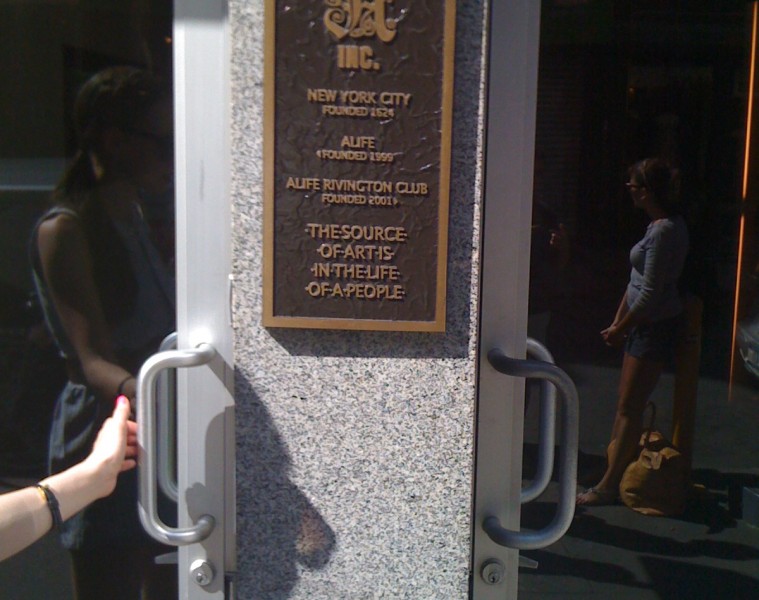 INC.
NEW YORK CITY
FOUNDED 1624
ALIFE
FOUNDED 1999
ALIFE RIVINGTON CLUB
FOUNDED 2001
THE·SOURCE
·OF·ART·IS·
·IN·THE·LIFE·
·OF·A·PEOPLE·